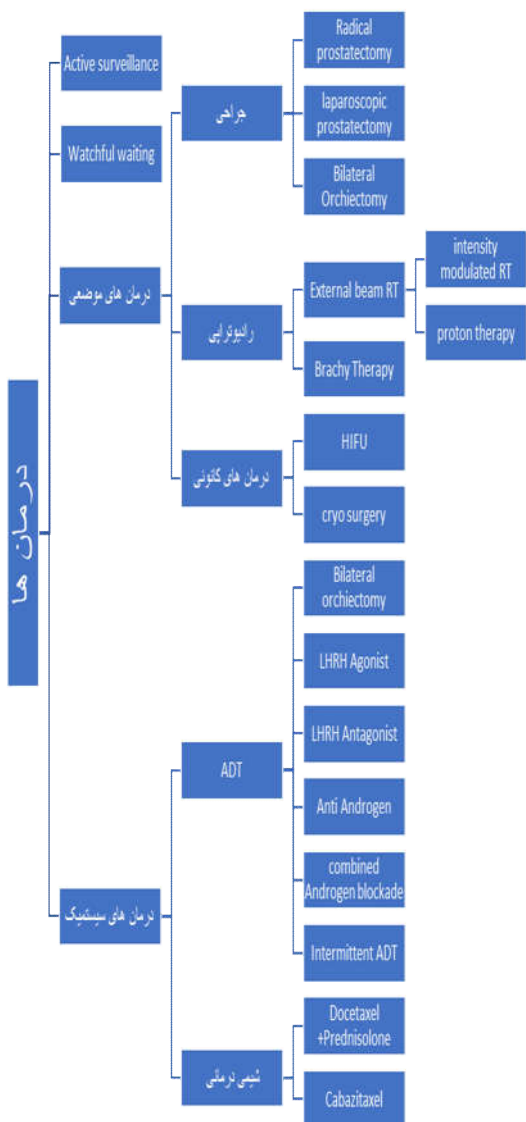 درمان ها
Active surveillance
Watchful waiting
درمان های موضعی
جراحی
Radical
prostatectomy
laparoscopic
prostatectomy
Bilateral
Orchiectomy
رادیوتراپی
External beam RT
intensity
modulated RT
proton therapy
Brachy Therapy
درمان های کانونی
HIFU
cryo surgery
درمان های سیستمیک
ADT
Bilateral
orchiectomy
LHRH Agonist
LHRH Antagonist
Anti Androgen
combined
Androgen blockade
Intermittent ADT
شیمی درمانی
Docetaxel
+Prednisolone
Cabazitaxel